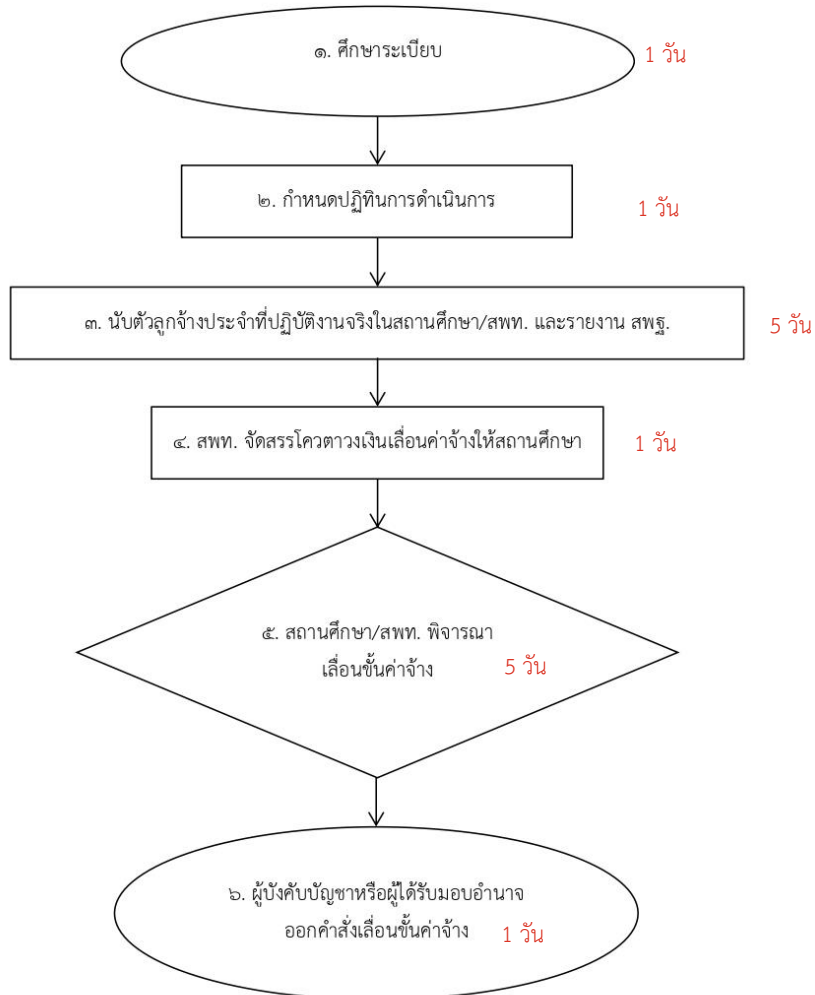 ๑. ศึกษาระเบียบ 1 วัน
๒. กำหนดปฏิทินการดำเนินการ 1 วัน
๓. นับตัวลูกจ้างประจำที่ปฏิบัติงานจริงในสถานศึกษา/สพท. และรายงาน สพฐ. 5 วัน
๔. สพท. จัดสรรโควตาวงเงินเลื่อนค่าจ้างให้สถานศึกษา 1 วัน
๕. สถานศึกษา/สพท. พิจารณา
เลื่อนขั้นค่าจ้าง 5 วัน
๖. ผู้บังคับบัญชาหรือผู้ได้รับมอบอำนาจ
ออกคำสั่งเลื่อนขั้นค่าจ้าง 1 วัน